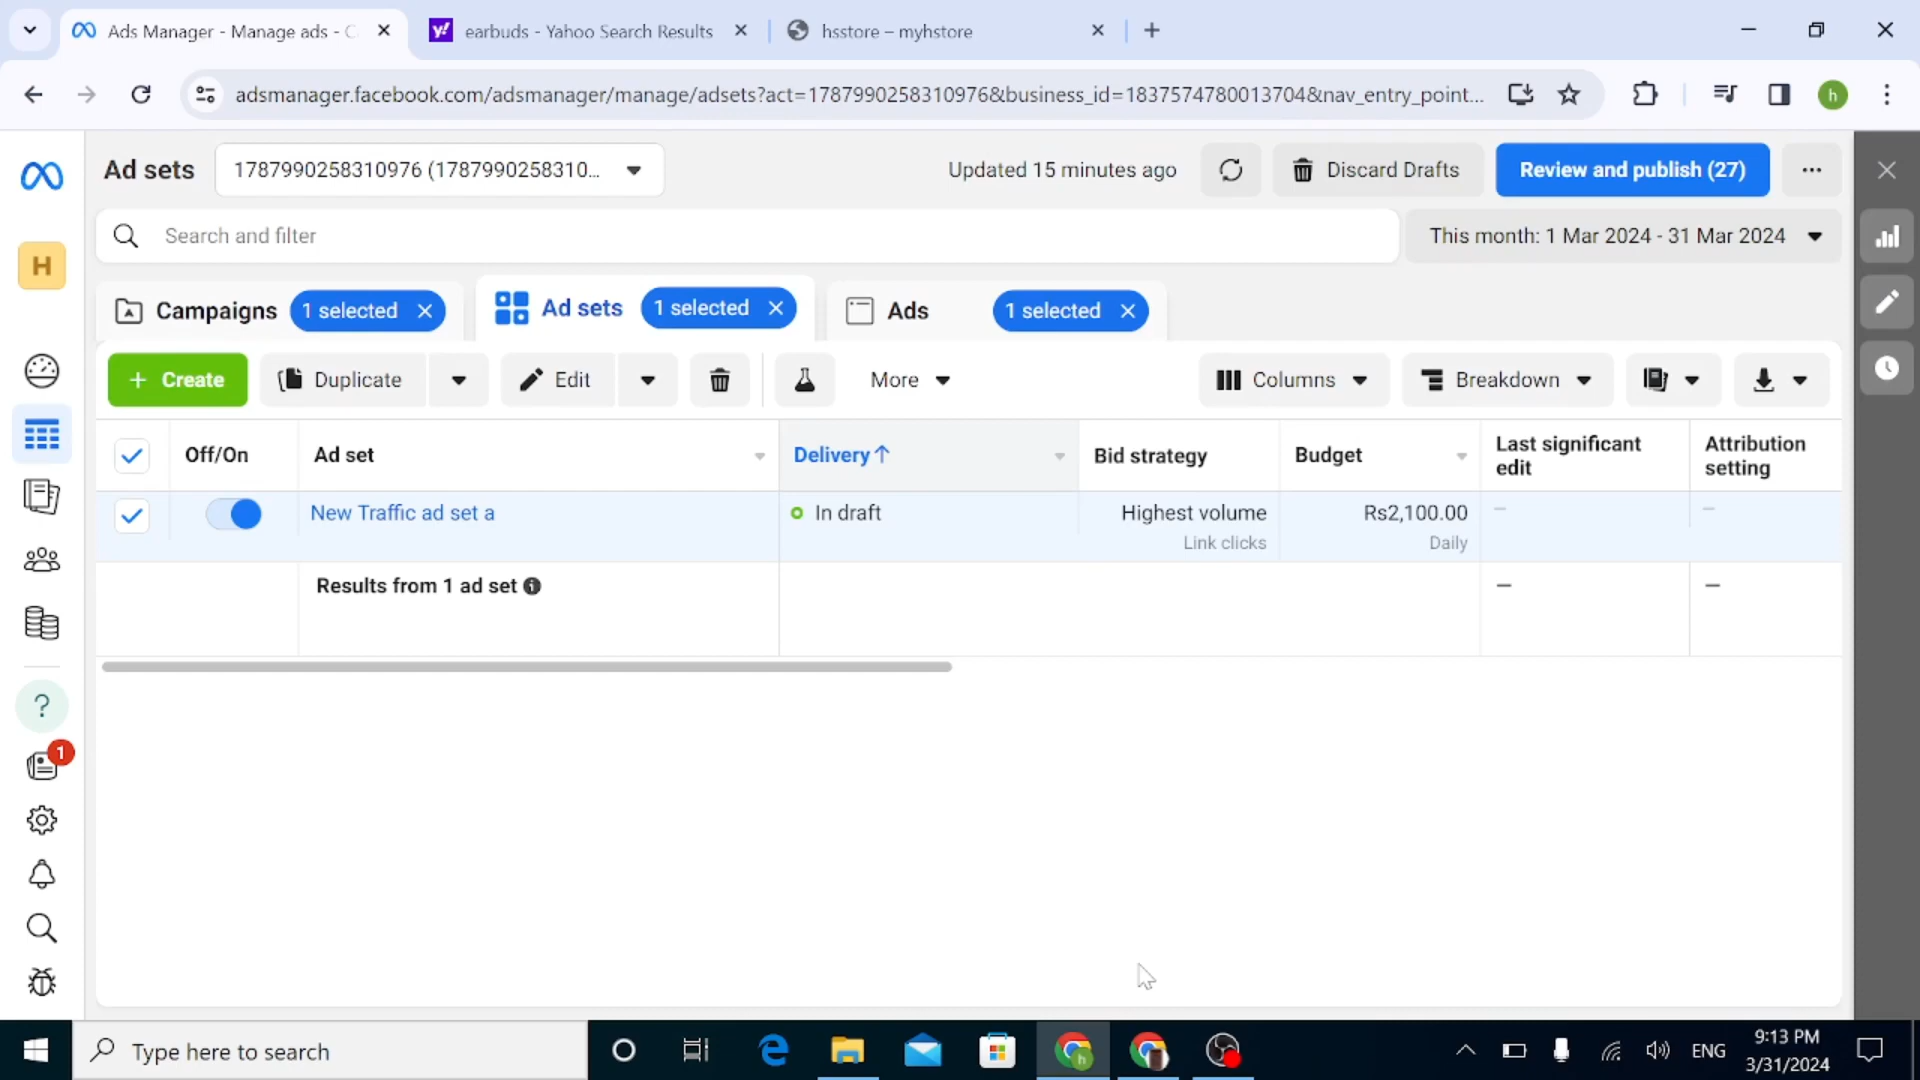 Ads Manager - Manage ads - C
earbuds - Yahoo Search Results
hsstore – myhstore
adsmanager.facebook.com/adsmanager/manage/adsets?act=1787990258310976&business_id=1837574780013704&nav_entry_point...
h
Ad sets
1787990258310976 (1787990258310...
Updated 15 minutes ago
Discard Drafts
Review and publish (27)
Search and filter
This month: 1 Mar 2024 - 31 Mar 2024
H
Campaigns
1 selected
Ad sets
1 selected
Ads
1 selected
+ Create
Duplicate
Edit
More
Columns
Breakdown
Off/On
Ad set
Delivery↑
Bid strategy
Budget
Last significant edit
Attribution setting
New Traffic ad set a
In draft
Highest volume
Link clicks
Rs2,100.00
Daily
—
—
Results from 1 ad set
—
—
?
1
Type here to search
ENG
9:13 PM
3/31/2024